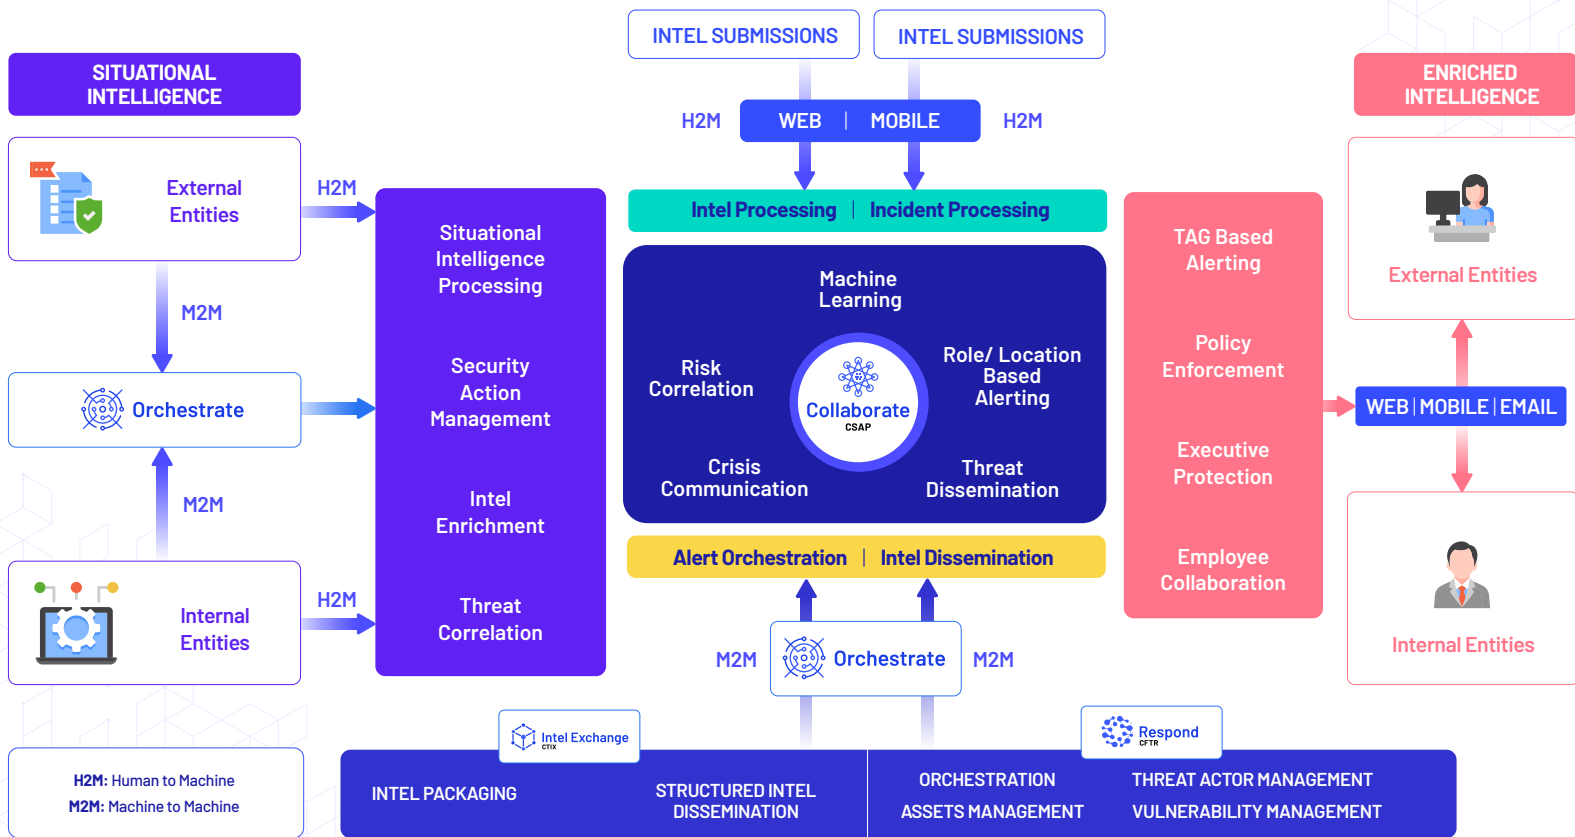 INTEL SUBMISSIONS
INTEL SUBMISSIONS
SITUATIONAL
INTELLIGENCE
ENRICHED
INTELLIGENCE
H2M
WEB | MOBILE
H2M
External
Entities
H2M
M2M
Orchestrate
M2M
Internal
Entities
H2M
Situational
Intelligence
Processing
Security
Action
Management
Intel
Enrichment
Threat
Correlation
Intel Processing | Incident Processing
Machine
Learning
Risk
Correlation
Role/ Location
Based
Alerting
Collaborate
CSAP
Crisis
Communication
Threat
Dissemination
Alert Orchestration | Intel Dissemination
M2M
Orchestrate
M2M
TAG Based
Alerting
Policy
Enforcement
Executive
Protection
Employee
Collaboration
External Entities
WEB | MOBILE | EMAIL
Internal Entities
H2M: Human to Machine
M2M: Machine to Machine
Intel Exchange
CTIX
INTEL PACKAGING
STRUCTURED INTEL
DISSEMINATION
Respond
CFTR
ORCHESTRATION
THREAT ACTOR MANAGEMENT
ASSETS MANAGEMENT
VULNERABILITY MANAGEMENT